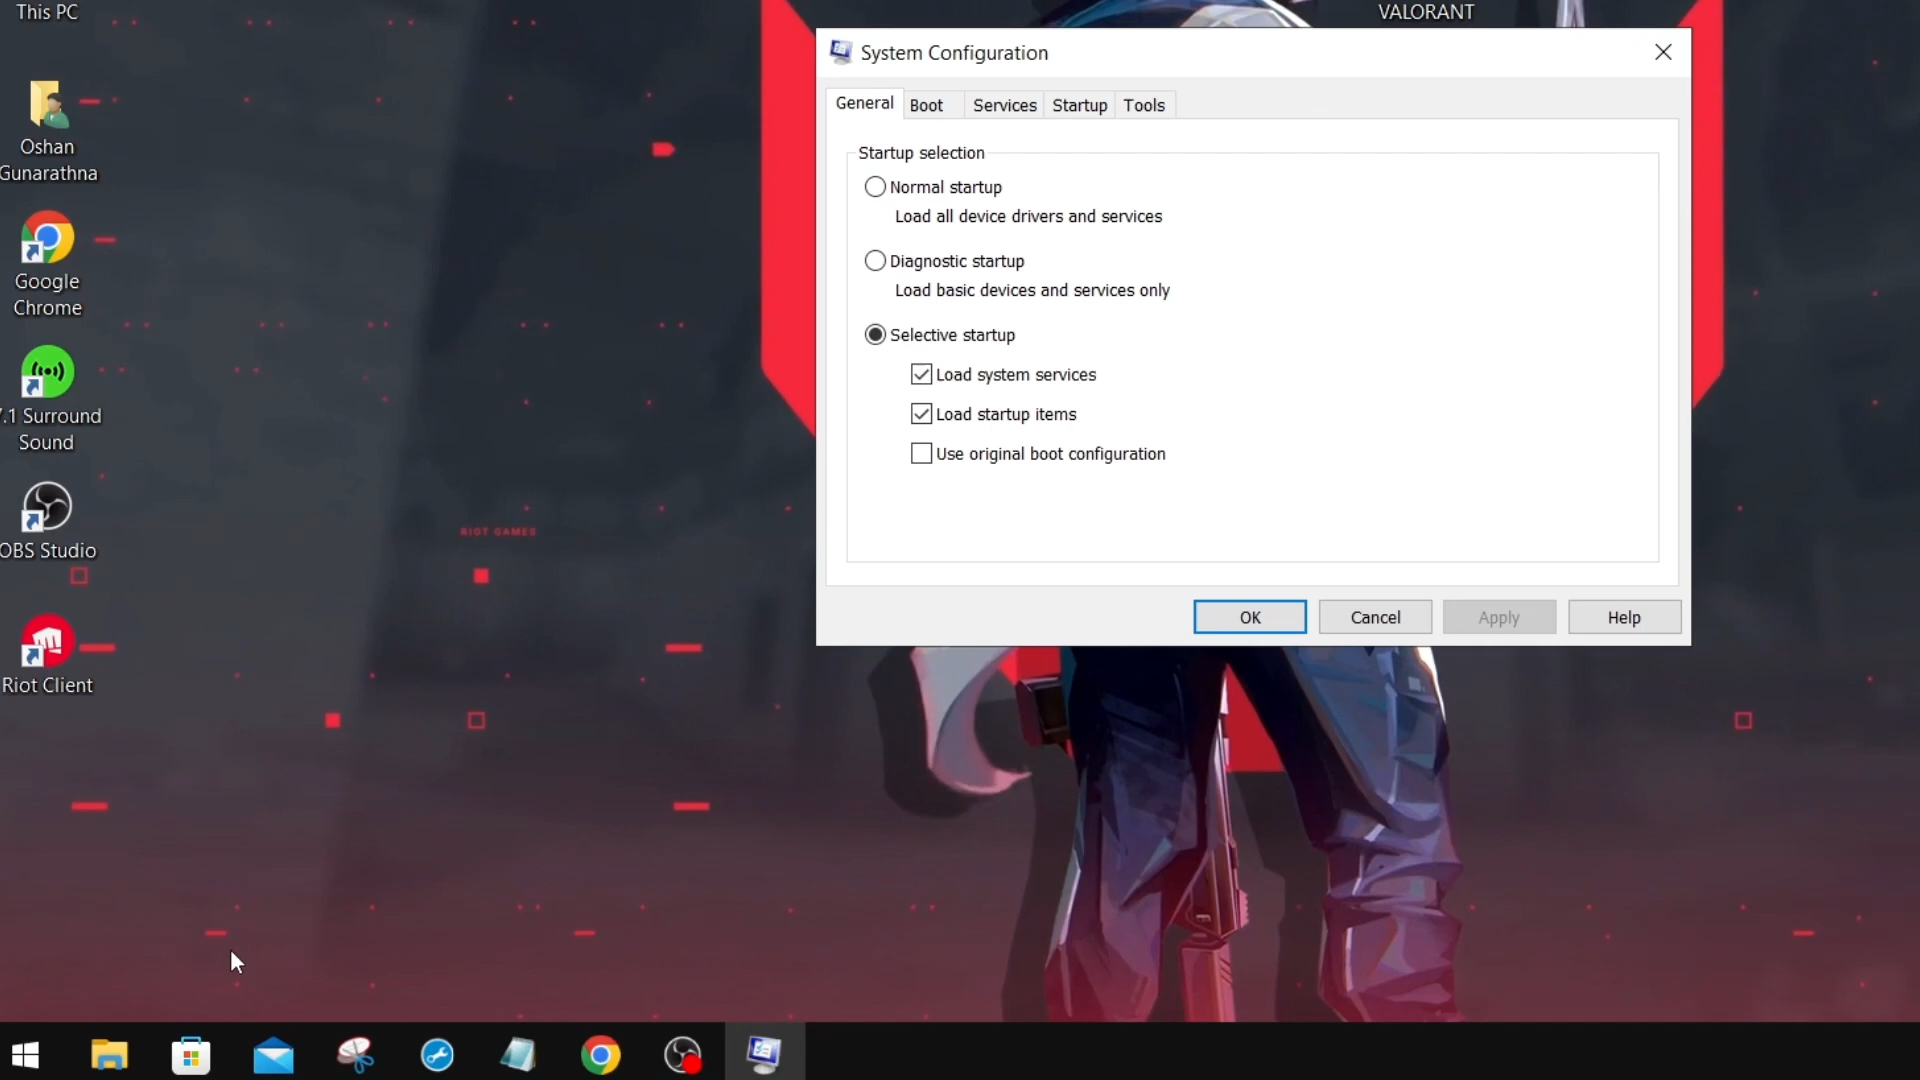 This PC
Oshan
Gunarathna
Google
Chrome
7.1 Surround
Sound
OBS Studio
Riot Client
RIOT GAMES
VALORANT
System Configuration
General Boot Services Startup Tools
Startup selection
Normal startup
Load all device drivers and services
Diagnostic startup
Load basic devices and services only
Selective startup
Load system services
Load startup items
Use original boot configuration
OK Cancel Apply Help